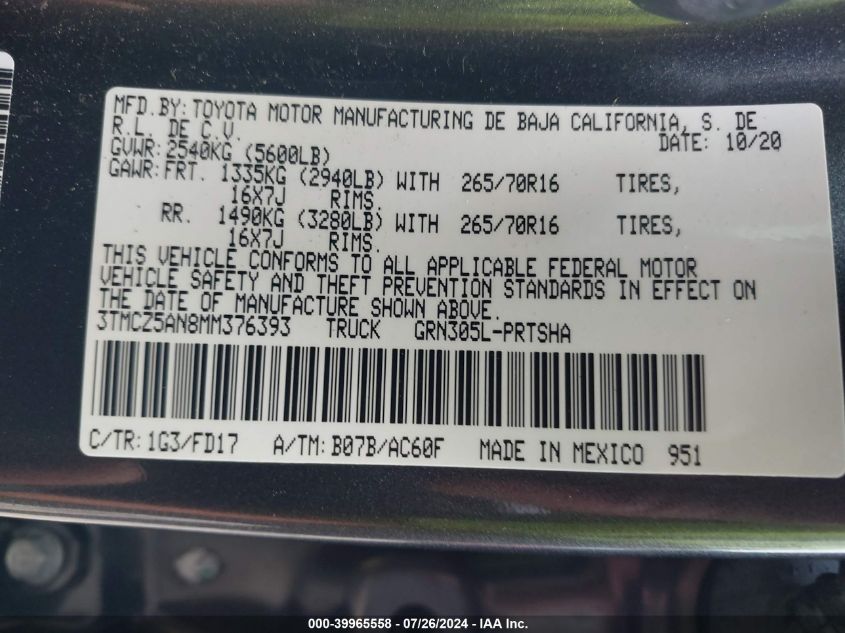 MFD.BY: TOYOTA MOTOR MANUFACTURING DE BAJA CALIFORNIA, S. DE
R.L. DE C.V. DATE: 10/20
GVWR: 2540KG (5600LB)
GAWR: FRT. 1335KG (2940LB) WITH 265/70R16 TIRES,
16X7J RIMS.
RR. 1490KG (3280LB) WITH 265/70R16 TIRES,
16X7J RIMS.
THIS VEHICLE CONFORMS TO ALL APPLICABLE FEDERAL MOTOR
VEHICLE SAFETY AND THEFT PREVENTION STANDARDS IN EFFECT ON
THE DATE OF MANUFACTURE SHOWN ABOVE.
3TMCZ5AN8MM376393 TRUCK GRN305L-PRTSHA
C/TR: 1G3/FD17 A/TM: B07B/AC60F MADE IN MEXICO 951
000-39965558 - 07/26/2024 - IAA Inc.